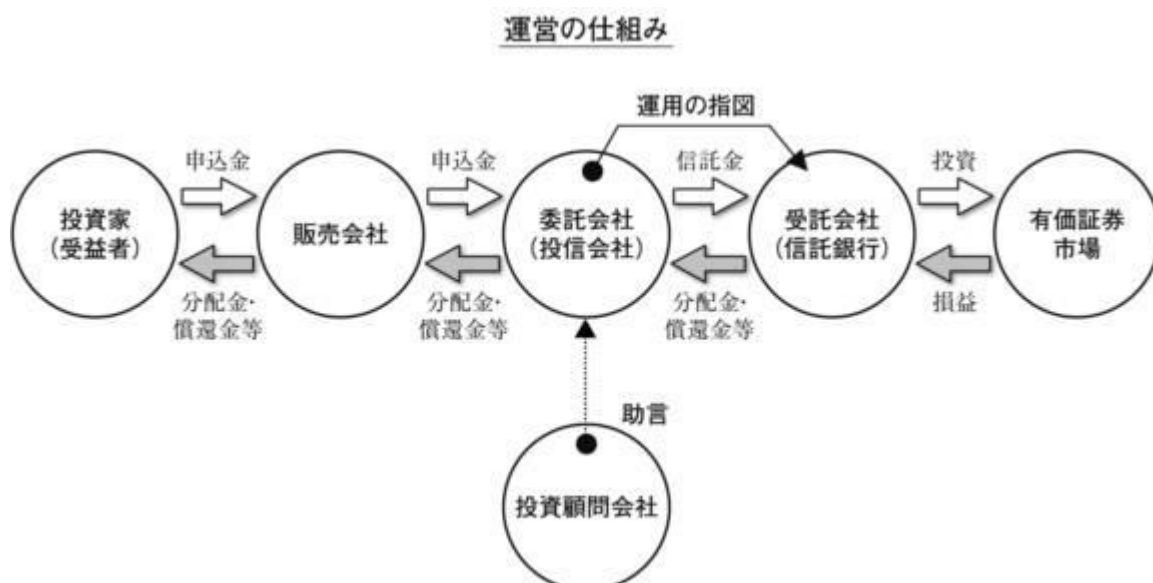 運営の仕組み
運用の指図
申込金
申込金
信託金
投資
投資家
(受益者)
販売会社
委託会社
(投信会社)
受託会社
(信託銀行)
有価証券
市場
分配金・
償還金等
分配金・
償還金等
分配金・
償還金等
損益
助言
投資顧問会社